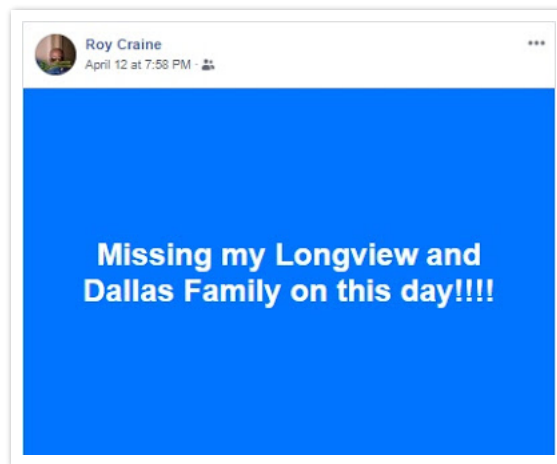 Roy Craine
April 12 at 7:58 PM ·
Missing my Longview and
Dallas Family on this day!!!!